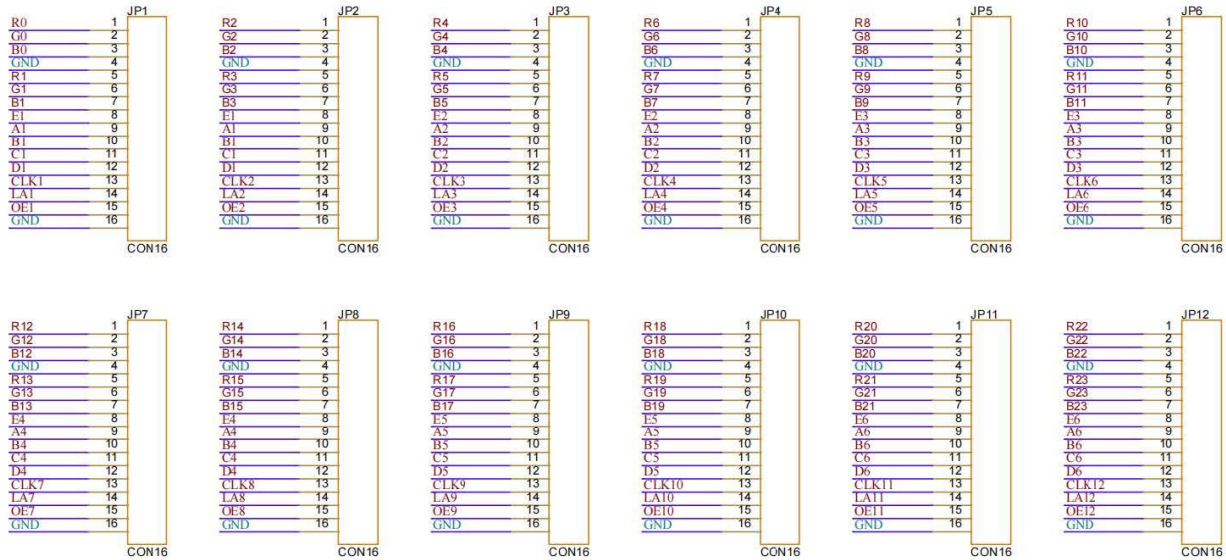 JP1
R0 1
G0 2
B0 3
GND 4
R1 5
G1 6
B1 7
E1 8
A1 9
B1 10
C1 11
D1 12
CLK1 13
LA1 14
OE1 15
GND 16
CON16
JP2
R2 1
G2 2
B2 3
GND 4
R3 5
G3 6
B3 7
E1 8
A1 9
B1 10
C1 11
D1 12
CLK2 13
LA2 14
OE2 15
GND 16
CON16
JP3
R4 1
G4 2
B4 3
GND 4
R5 5
G5 6
B5 7
E2 8
A2 9
B2 10
C2 11
D2 12
CLK3 13
LA3 14
OE3 15
GND 16
CON16
JP4
R6 1
G6 2
B6 3
GND 4
R7 5
G7 6
B7 7
E2 8
A2 9
B2 10
C2 11
D2 12
CLK4 13
LA4 14
OE4 15
GND 16
CON16
JP5
R8 1
G8 2
B8 3
GND 4
R9 5
G9 6
B9 7
E3 8
A3 9
B3 10
C3 11
D3 12
CLK5 13
LA5 14
OE5 15
GND 16
CON16
JP6
R10 1
G10 2
B10 3
GND 4
R11 5
G11 6
B11 7
E3 8
A3 9
B3 10
C3 11
D3 12
CLK6 13
LA6 14
OE6 15
GND 16
CON16
JP7
R12 1
G12 2
B12 3
GND 4
R13 5
G13 6
B13 7
E4 8
A4 9
B4 10
C4 11
D4 12
CLK7 13
LA7 14
OE7 15
GND 16
CON16
JP8
R14 1
G14 2
B14 3
GND 4
R15 5
G15 6
B15 7
E4 8
A4 9
B4 10
C4 11
D4 12
CLK8 13
LA8 14
OE8 15
GND 16
CON16
JP9
R16 1
G16 2
B16 3
GND 4
R17 5
G17 6
B17 7
E5 8
A5 9
B5 10
C5 11
D5 12
CLK9 13
LA9 14
OE9 15
GND 16
CON16
JP10
R18 1
G18 2
B18 3
GND 4
R19 5
G19 6
B19 7
E5 8
A5 9
B5 10
C5 11
D5 12
CLK10 13
LA10 14
OE10 15
GND 16
CON16
JP11
R20 1
G20 2
B20 3
GND 4
R21 5
G21 6
B21 7
E6 8
A6 9
B6 10
C6 11
D6 12
CLK11 13
LA11 14
OE11 15
GND 16
CON16
JP12
R22 1
G22 2
B22 3
GND 4
R23 5
G23 6
B23 7
E6 8
A6 9
B6 10
C6 11
D6 12
CLK12 13
LA12 14
OE12 15
GND 16
CON16